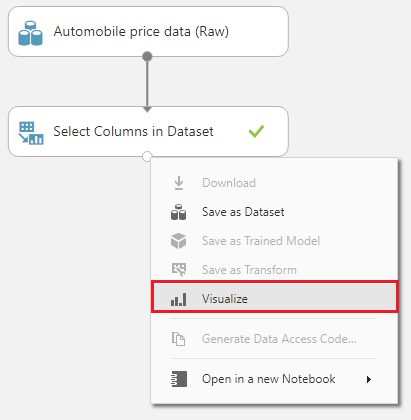 Automobile price data (Raw)
Select Columns in Dataset
Download
Save as Dataset
Save as Trained Model
Save as Transform
Visualize
Generate Data Access Code...
Open in a new Notebook